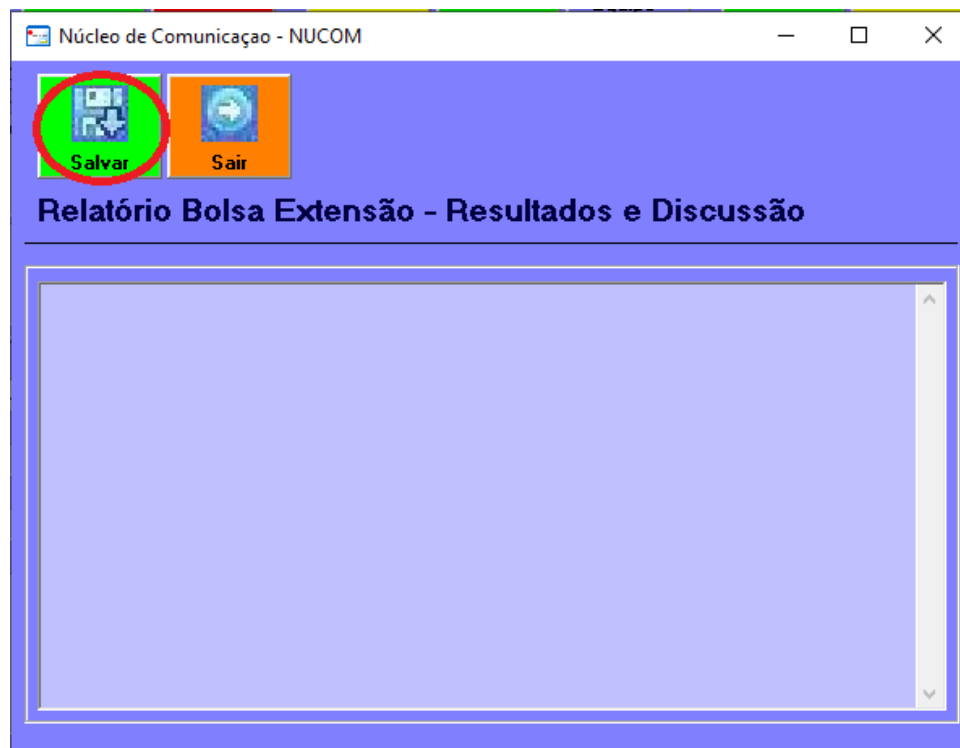 Núcleo de Comunicaçao - NUCOM
Salvar
Sair
Relatório Bolsa Extensão - Resultados e Discussão